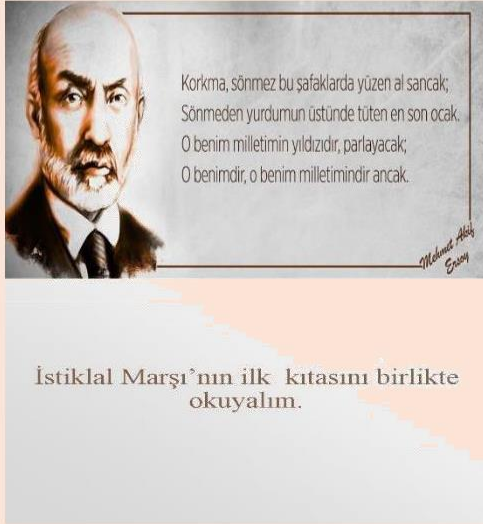 Korkma, sönmez bu şafaklarda yüzen al sancak;
Sönmeden yurdumun üstünde tüten en son ocak.
O benim milletimin yıldızıdır, parlayacak;
O benimdir, o benim milletimindir ancak.
Mehmet Akif
Ersoy
İstiklal Marşı’nın ilk kıtasını birlikte
okuyalım.